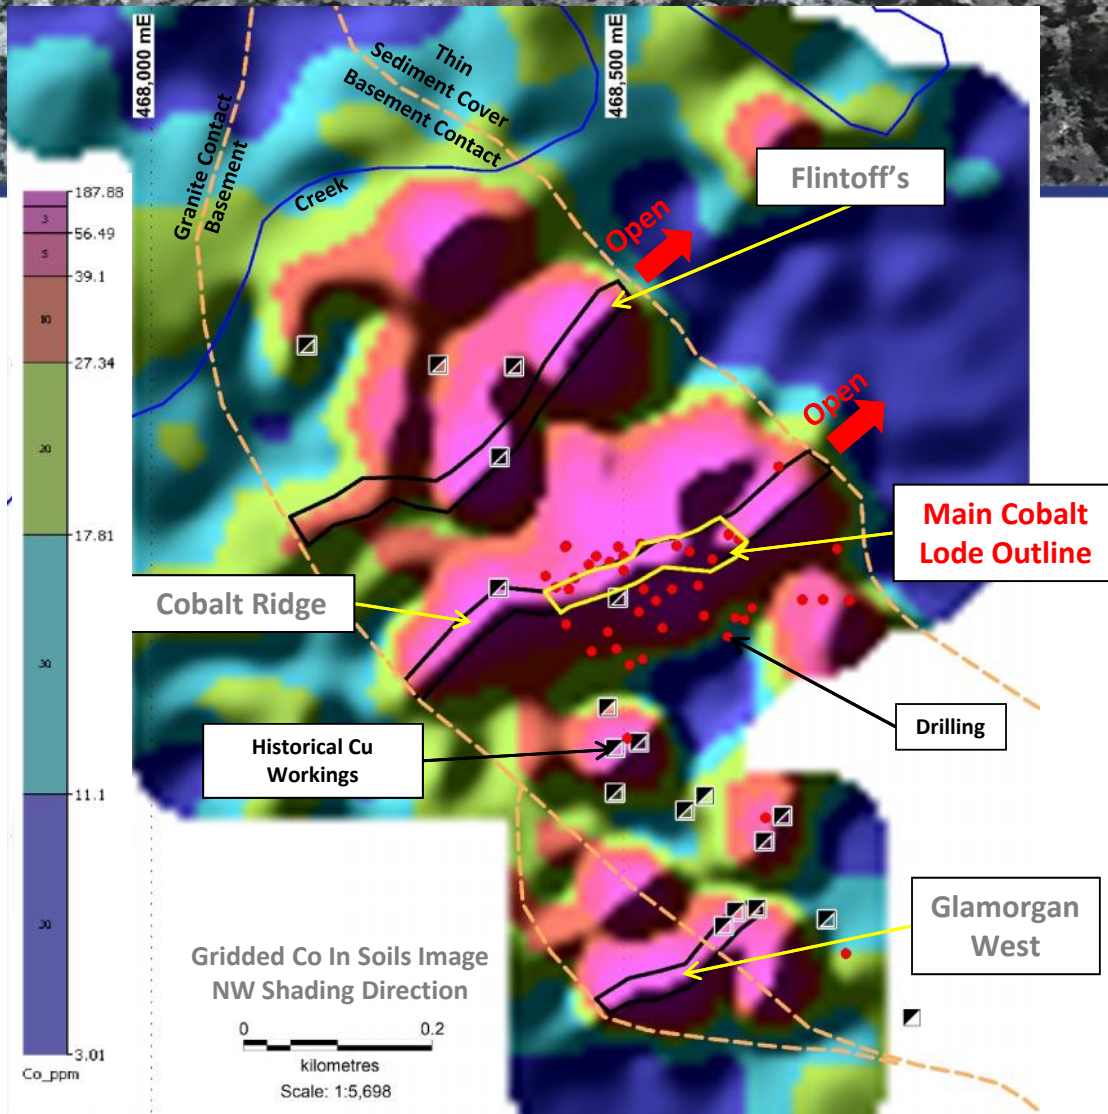 468,000 mE
468,500 mE
Thin
Sediment Cover
Basement Contact
Granite Contact
Basement
Creek
Flintoff's
Open
Open
187.88
3
56.49
5
39.1
10
27.34
20
17.81
30
11.1
20
3.01
Co_ppm
Main Cobalt
Lode Outline
Cobalt Ridge
Drilling
Historical Cu
Workings
Glamorgan
West
Gridded Co In Soils Image
NW Shading Direction
0 0.2
kilometres
Scale: 1:5,698